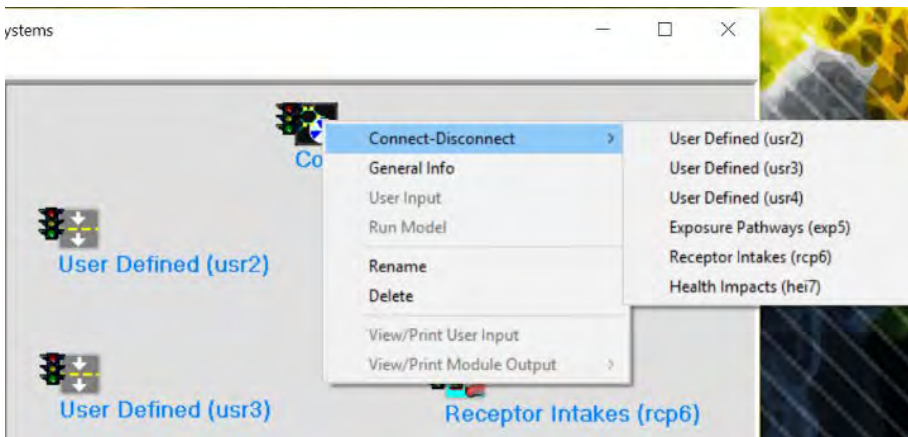 ystems
Co
Connect-Disconnect
General Info
User Input
Run Model
Rename
Delete
View/Print User Input
View/Print Module Output
User Defined (usr2)
User Defined (usr3)
User Defined (usr4)
Exposure Pathways (exp5)
Receptor Intakes (rcp6)
Health Impacts (hei7)
User Defined (usr2)
User Defined (usr3)
Receptor Intakes (rcp6)